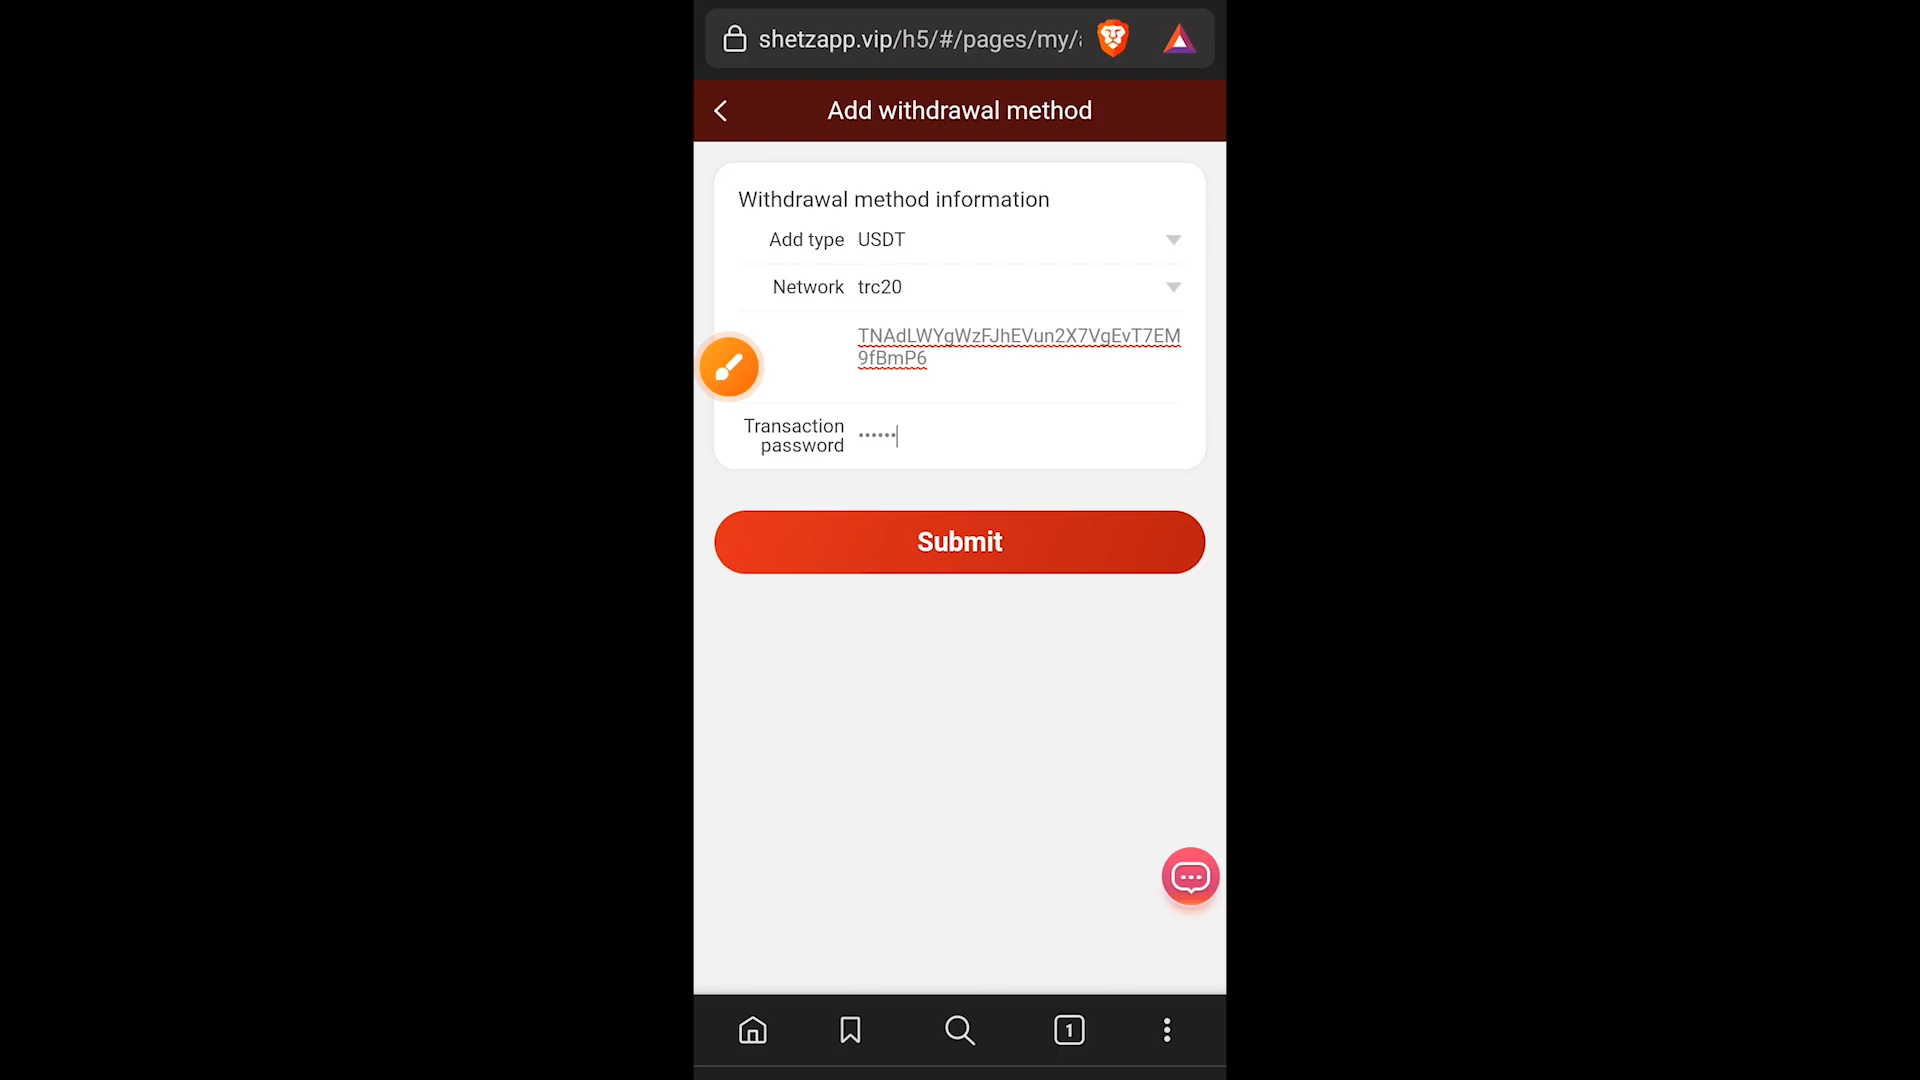 shetzapp.vip/h5/#/pages/my/
Add withdrawal method
Withdrawal method information
Add type USDT
Network trc20
TNAdLWYgWzFJhEVun2X7VgEvT7EM
9fBmP6
Transaction
password ••••••
Submit
1